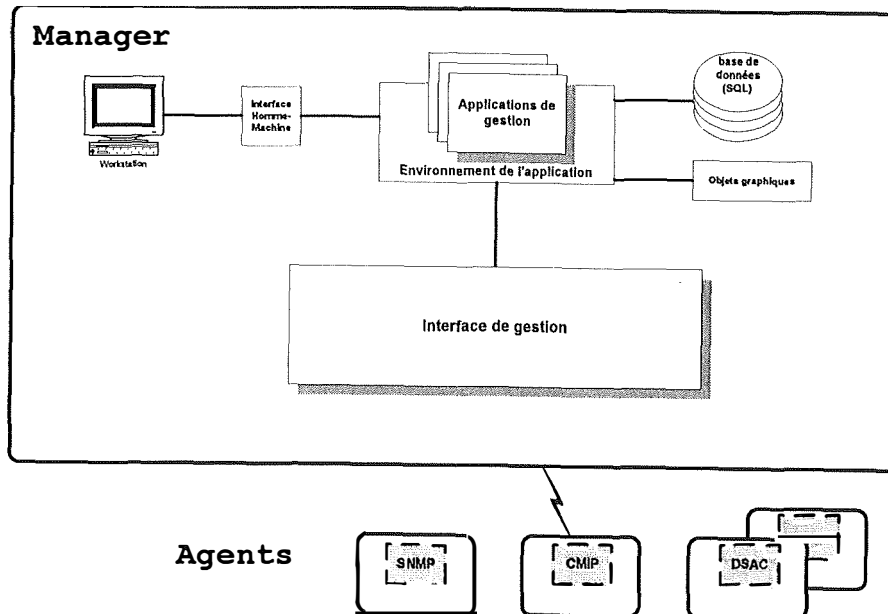 Manager
Workstation
Interface
Homme-
Machine
Applications de
gestion
Environnement de l'application
base de
données
(SQL)
Objets graphiques
Interface de gestion
Agents
SNMP
CMIP
DSAC